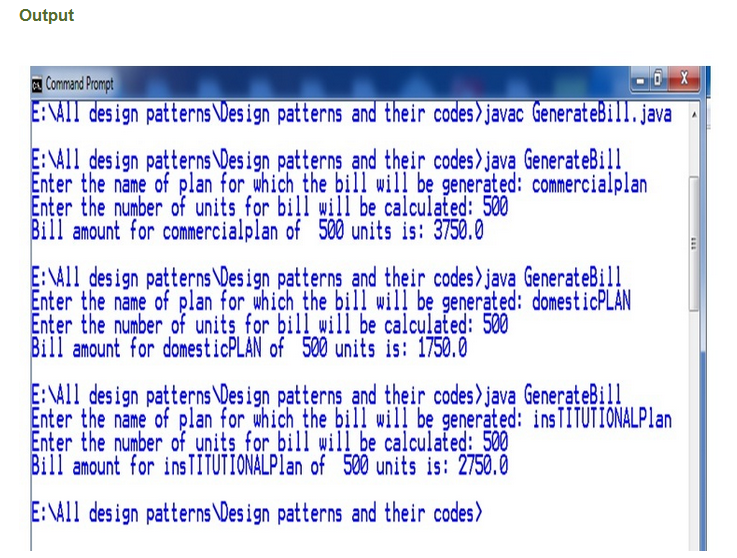 Output
Command Prompt
E:\All design patterns\Design patterns and their codes>javac GenerateBill.java
E:\All design patterns\Design patterns and their codes>java GenerateBill
Enter the name of plan for which the bill will be generated: commercialplan
Enter the number of units for bill will be calculated: 500
Bill amount for commercialplan of  500 units is: 3750.0
E:\All design patterns\Design patterns and their codes>java GenerateBill
Enter the name of plan for which the bill will be generated: domesticPLAN
Enter the number of units for bill will be calculated: 500
Bill amount for domesticPLAN of  500 units is: 1750.0
E:\All design patterns\Design patterns and their codes>java GenerateBill
Enter the name of plan for which the bill will be generated: insTITUTIONALPlan
Enter the number of units for bill will be calculated: 500
Bill amount for insTITUTIONALPlan of  500 units is: 2750.0
E:\All design patterns\Design patterns and their codes>